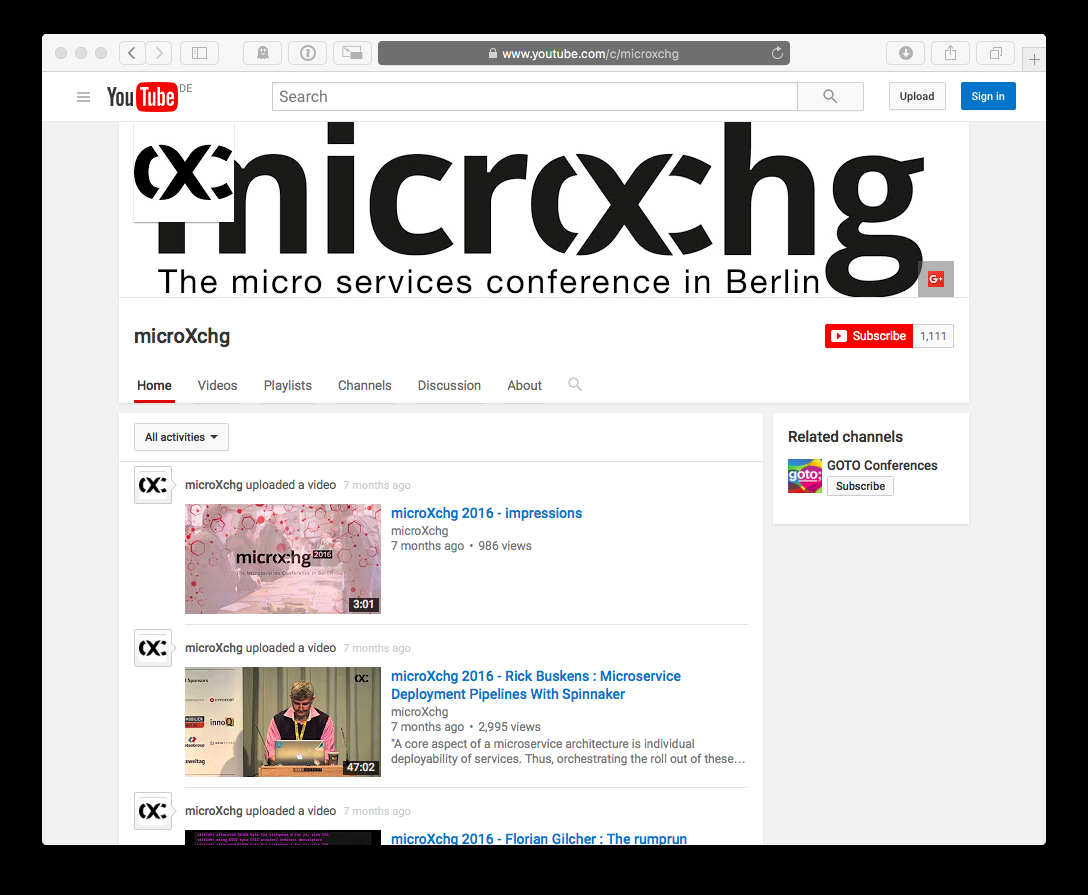 www.youtube.com/c/microxchg
YouTube DE
Search
Upload
Sign in
microxchg
The micro services conference in Berlin
G+
microXchg
Subscribe 1,111
Home Videos Playlists Channels Discussion About
All activities
microXchg uploaded a video 7 months ago
microxchg 2016
The Microservices Conference in Berlin
3:01
microXchg 2016 - impressions
microXchg
7 months ago • 986 views
microXchg uploaded a video 7 months ago
Sponsors
innoQ
47:02
microXchg 2016 - Rick Buskens : Microservice
Deployment Pipelines With Spinnaker
microXchg
7 months ago • 2,995 views
"A core aspect of a microservice architecture is individual
deployability of services. Thus, orchestrating the roll out of these…
microXchg uploaded a video 7 months ago
microXchg 2016 - Florian Gilcher : The rumprun
Related channels
goto;
GOTO Conferences
Subscribe